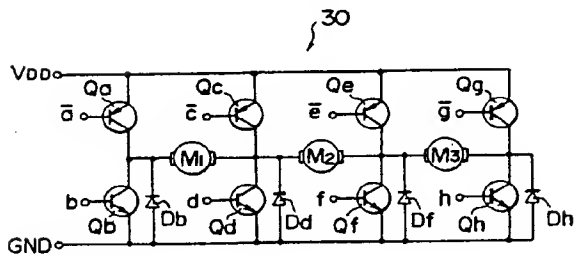 30
VDD
Qa Qc Qe Qg
a̅ c̅ e̅ g̅
M1 M2 M3
b d f h
Qb Db Qd Dd Qf Df Qh Dh
GND